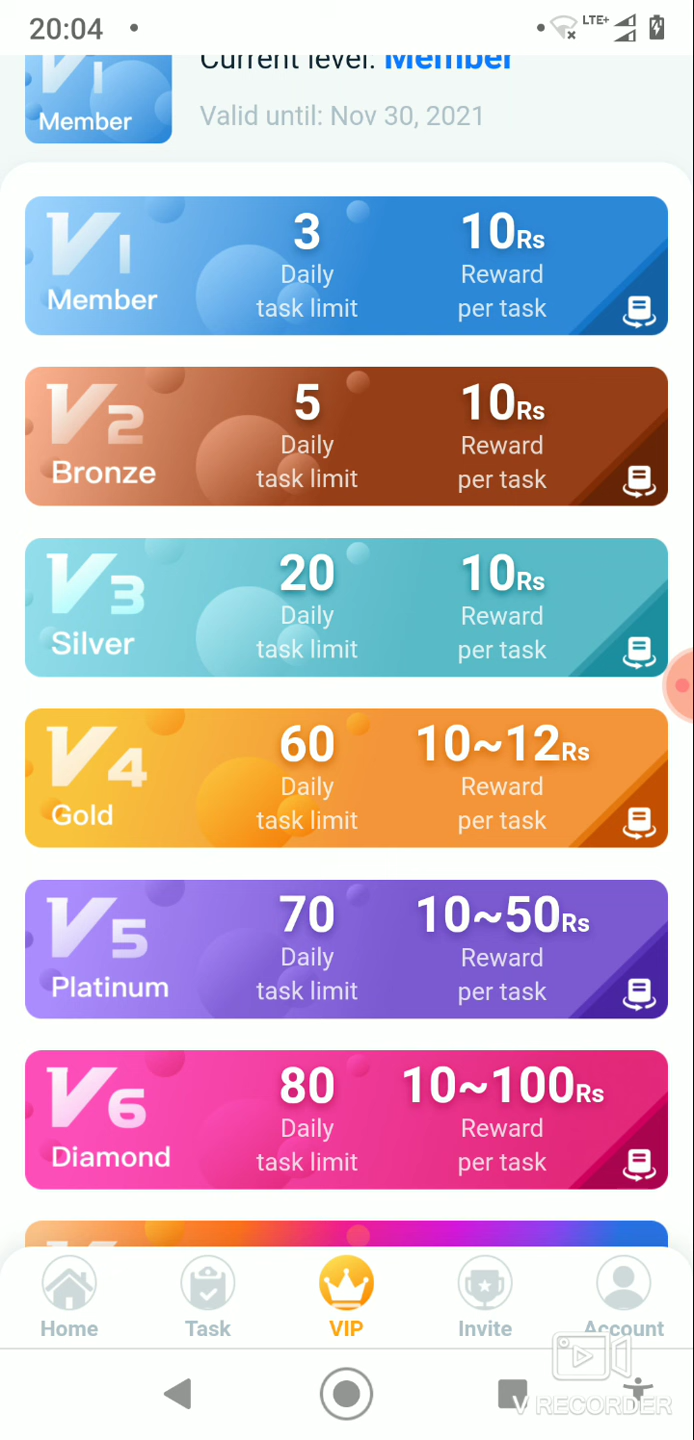 20:04
LTE+
V1
Member
Current level: Member
Valid until: Nov 30, 2021
V1
Member
3
Daily
task limit
10Rs
Reward
per task
V2
Bronze
5
Daily
task limit
10Rs
Reward
per task
V3
Silver
20
Daily
task limit
10Rs
Reward
per task
V4
Gold
60
Daily
task limit
10~12Rs
Reward
per task
V5
Platinum
70
Daily
task limit
10~50Rs
Reward
per task
V6
Diamond
80
Daily
task limit
10~100Rs
Reward
per task
Home
Task
VIP
Invite
Account
V RECORDER